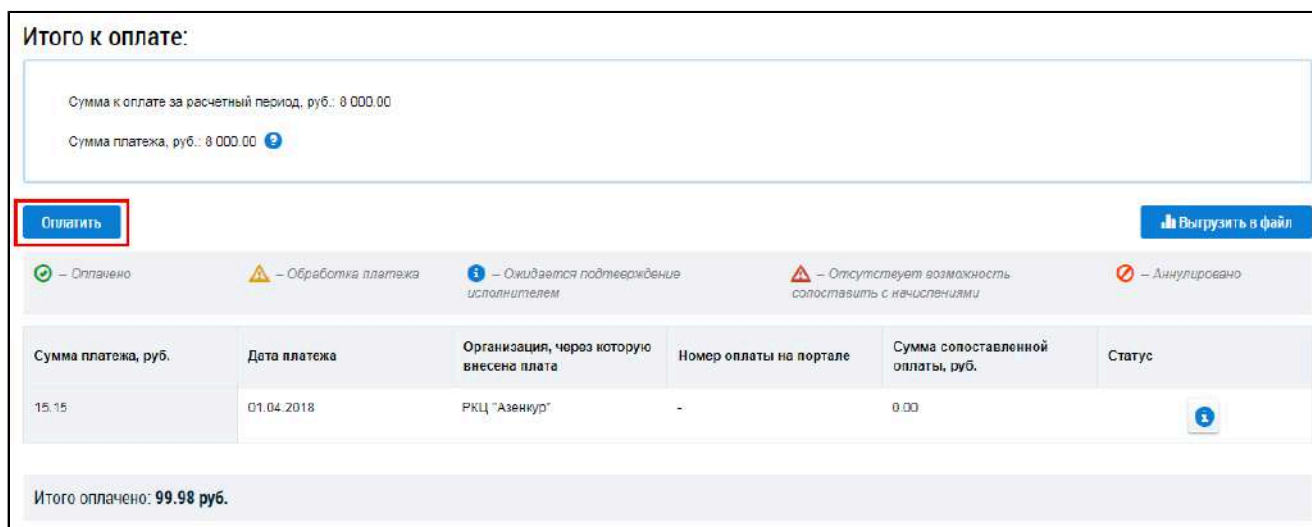 Итого к оплате:
Сумма к оплате за расчетный период, руб.: 8 000.00
Сумма платежа, руб.: 8 000.00 ?
Оплатить
Выгрузить в файл
– Оплачено
– Обработка платежа
– Ожидается подтверждение
исполнителем
– Отсутствует возможность
сопоставить с начислениями
– Аннулировано
Сумма платежа, руб.
Дата платежа
Организация, через которую
внесена плата
Номер оплаты на портале
Сумма сопоставленной
оплаты, руб.
Статус
15.15
01.04.2018
РКЦ "Азенкур"
-
0.00
Итого оплачено: 99.98 руб.